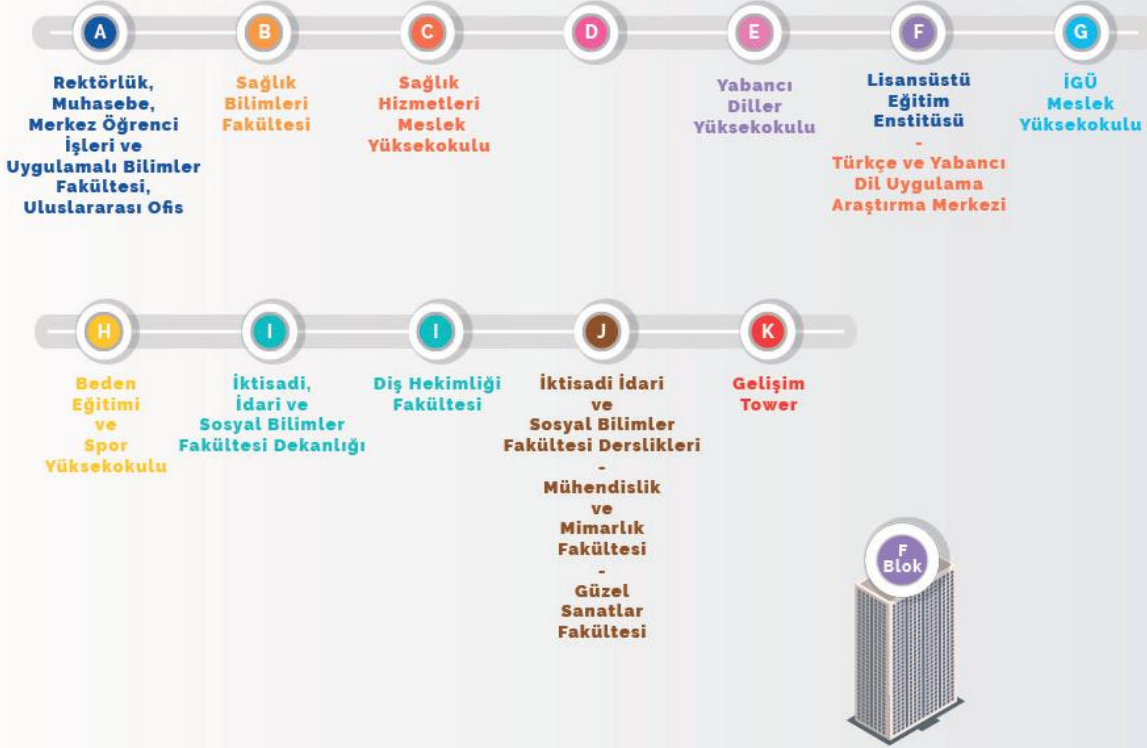 A
B
C
D
E
F
G
Rektörlük,
Muhasebe,
Merkez Öğrenci
İşleri ve
Uygulamalı Bilimler
Fakültesi,
Uluslararası Ofis
Sağlık
Bilimleri
Fakültesi
Sağlık
Hizmetleri
Meslek
Yüksekokulu
Yabancı
Diller
Yüksekokulu
Lisansüstü
Eğitim
Enstitüsü
-
Türkçe ve Yabancı
Dil Uygulama
Araştırma Merkezi
İGÜ
Meslek
Yüksekokulu
H
I
I
J
K
Beden
Eğitimi
ve
Spor
Yüksekokulu
İktisadi,
İdari ve
Sosyal Bilimler
Fakültesi Dekanlığı
Diş Hekimliği
Fakültesi
İktisadi İdari
ve
Sosyal Bilimler
Fakültesi Derslikleri
-
Mühendislik
ve
Mimarlık
Fakültesi
-
Güzel
Sanatlar
Fakültesi
Gelişim
Tower
F
Blok